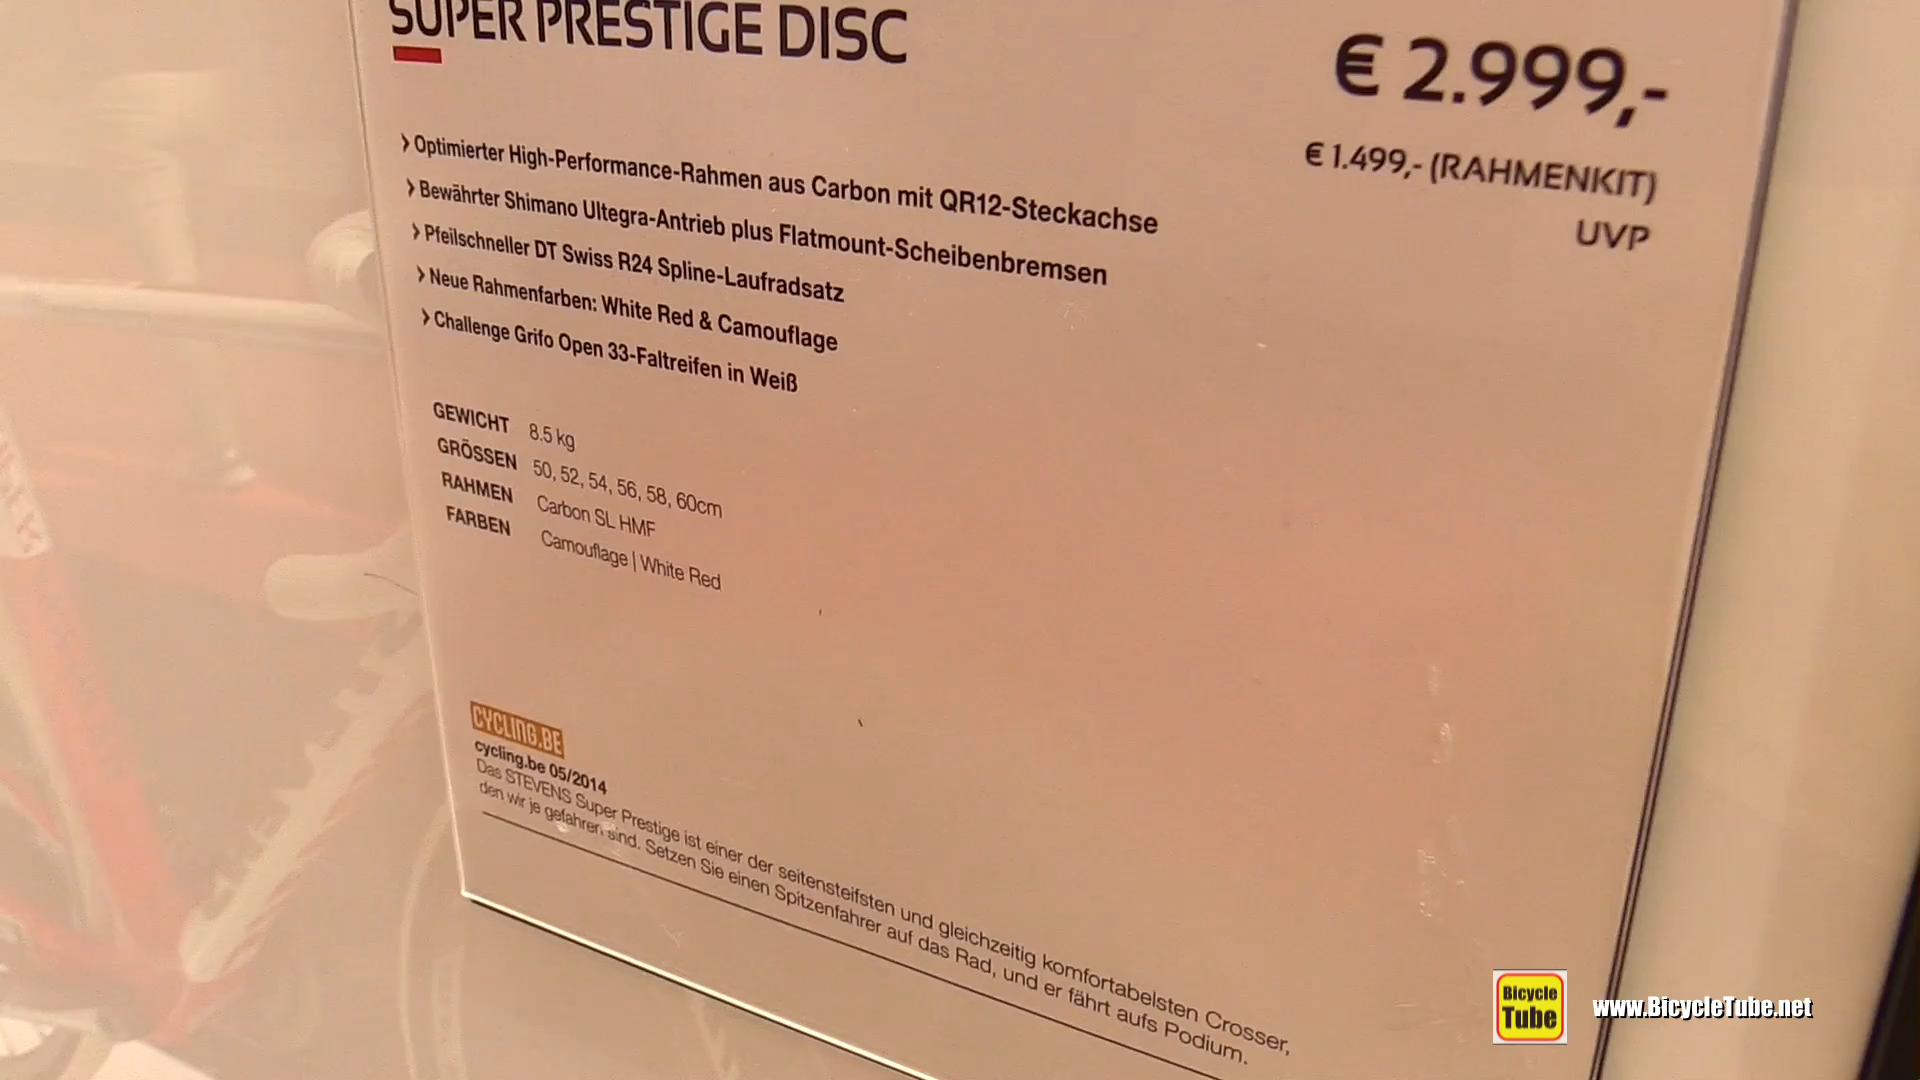 SUPER PRESTIGE DISC
€ 2.999,-
€ 1.499,- (RAHMENKIT)
UVP
› Optimierter High-Performance-Rahmen aus Carbon mit QR12-Steckachse
› Bewährter Shimano Ultegra-Antrieb plus Flatmount-Scheibenbremsen
› Pfeilschneller DT Swiss R24 Spline-Laufradsatz
› Neue Rahmenfarben: White Red & Camouflage
› Challenge Grifo Open 33-Faltreifen in Weiß
GEWICHT 8.5 kg
GRÖSSEN 50, 52, 54, 56, 58, 60cm
RAHMEN Carbon SL HMF
FARBEN Camouflage | White Red
CYCLING.BE
cycling.be 05/2014
Das STEVENS Super Prestige ist einer der seitensteifsten und gleichzeitig komfortabelsten Crosser,
den wir je gefahren sind. Setzen Sie einen Spitzenfahrer auf das Rad, und er fährt aufs Podium.
Bicycle
Tube
www.BicycleTube.net